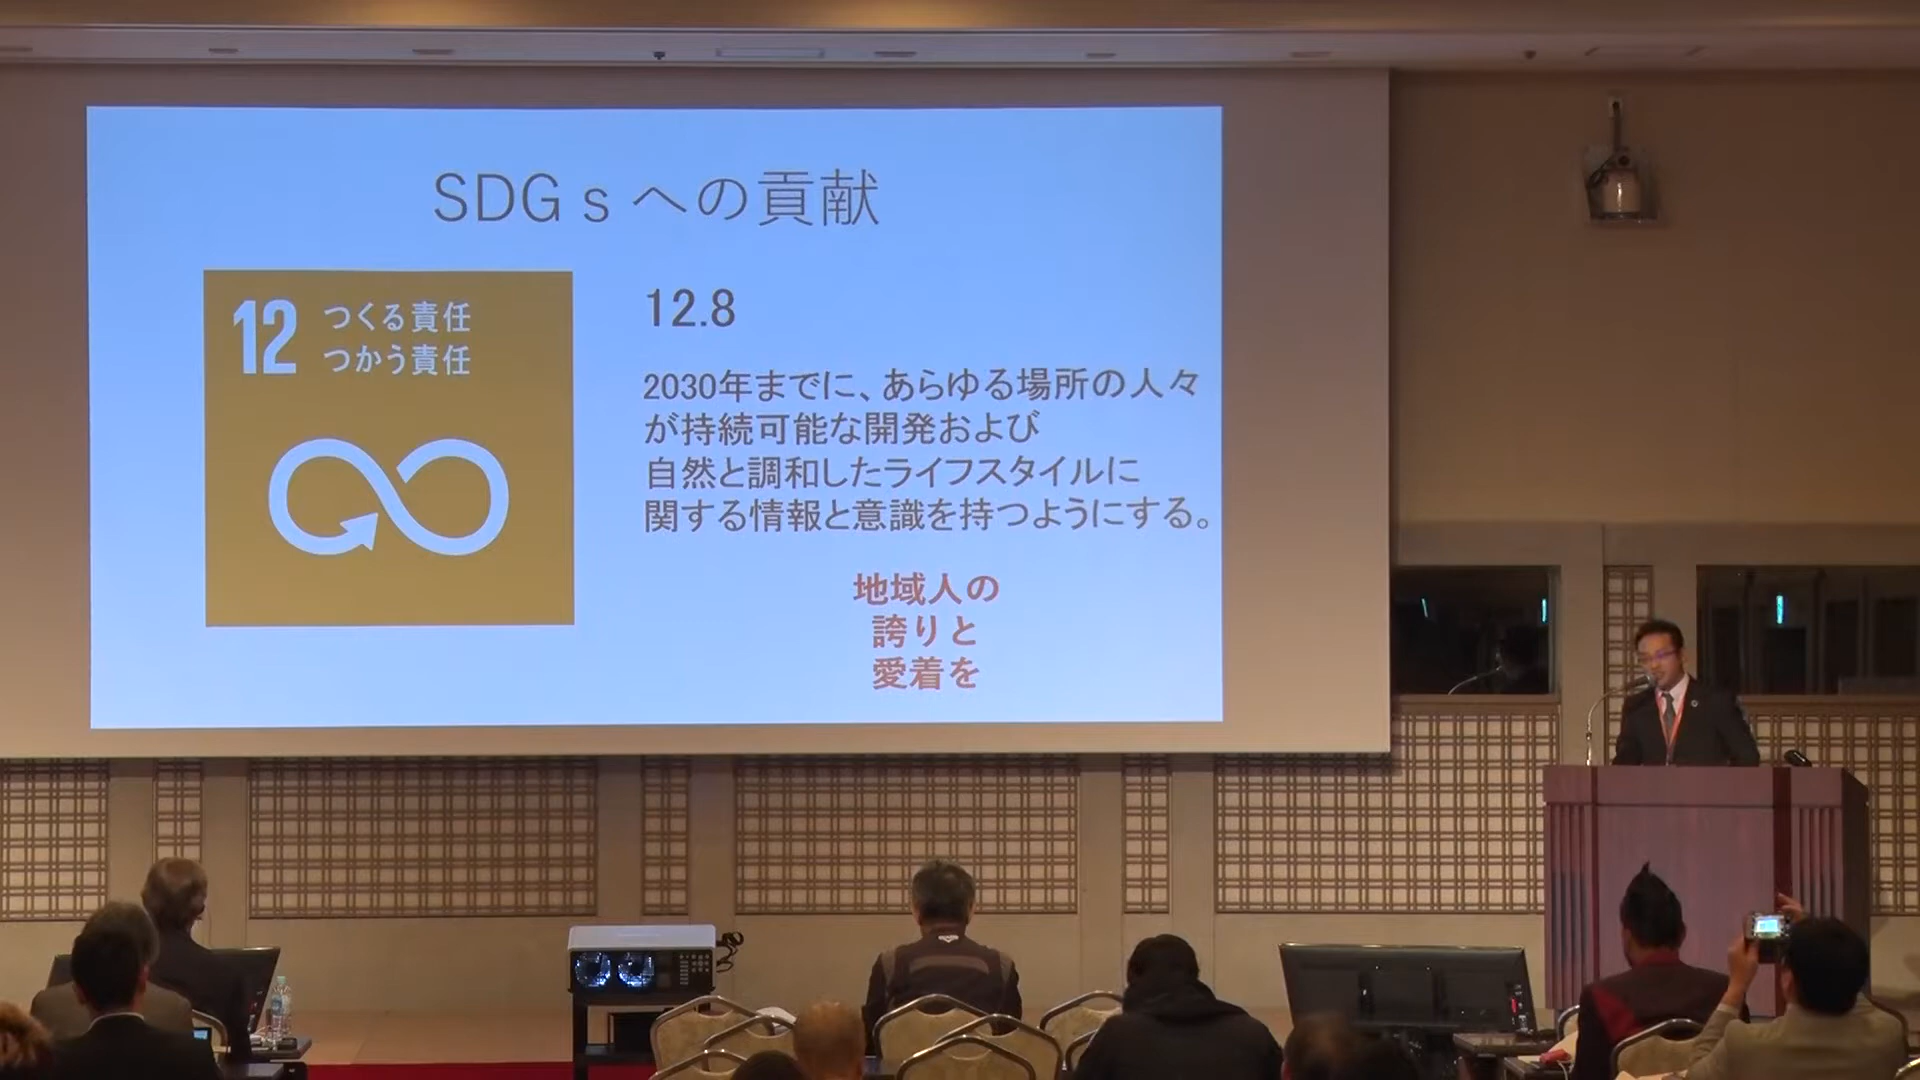 SDGｓへの貢献
12 つくる責任
つかう責任
12.8
2030年までに、あらゆる場所の人々
が持続可能な開発および
自然と調和したライフスタイルに
関する情報と意識を持つようにする。
地域人の
誇りと
愛着を